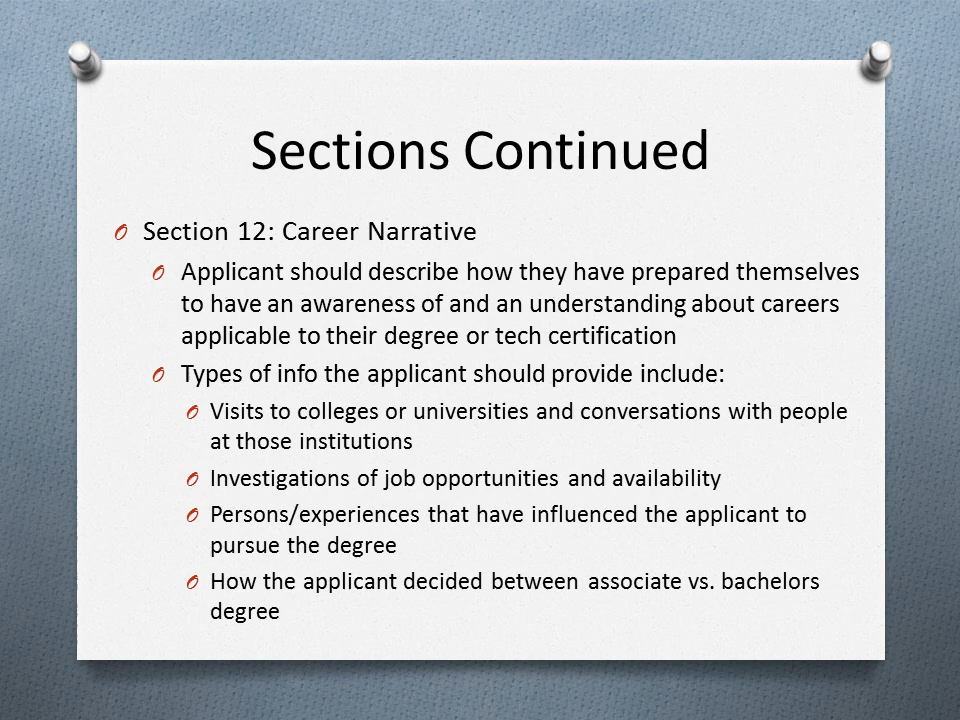 Sections Continued
Section 12: Career Narrative
Applicant should describe how they have prepared themselves
to have an awareness of and an understanding about careers
applicable to their degree or tech certification
Types of info the applicant should provide include:
Visits to colleges or universities and conversations with people
at those institutions
Investigations of job opportunities and availability
Persons/experiences that have influenced the applicant to
pursue the degree
How the applicant decided between associate vs. bachelors
degree